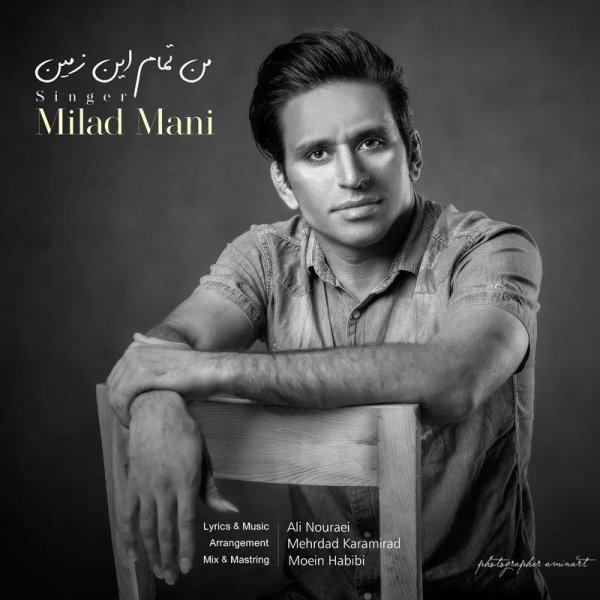 من تمام این زمین
Singer
Milad Mani
Lyrics & Music | Ali Nouraei
Arrangement | Mehrdad Karamirad
Mix & Mastring | Moein Habibi
photographer aminart